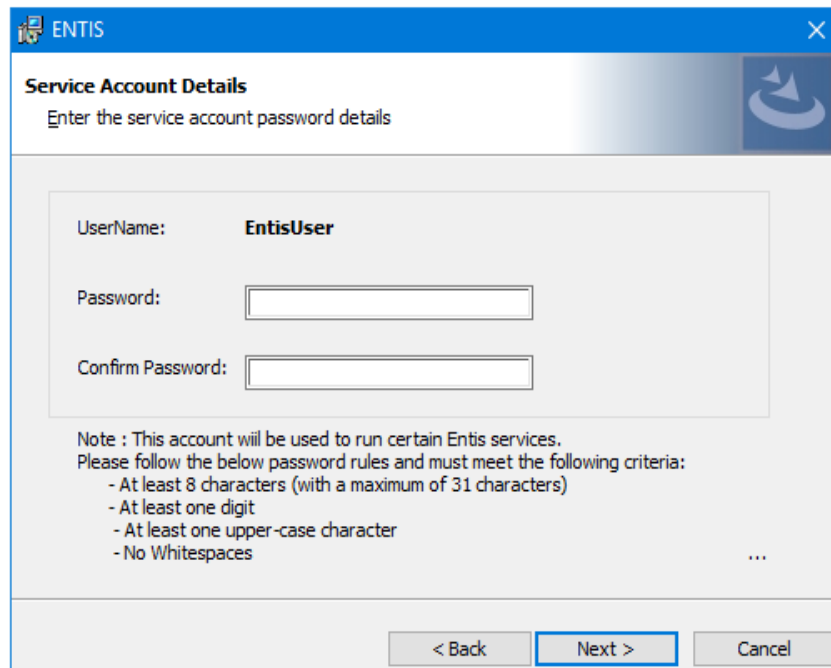 ENTIS
Service Account Details
Enter the service account password details
UserName: EntisUser
Password:
Confirm Password:
Note : This account will be used to run certain Entis services.
Please follow the below password rules and must meet the following criteria:
- At least 8 characters (with a maximum of 31 characters)
- At least one digit
- At least one upper-case character
- No Whitespaces ...
< Back Next > Cancel